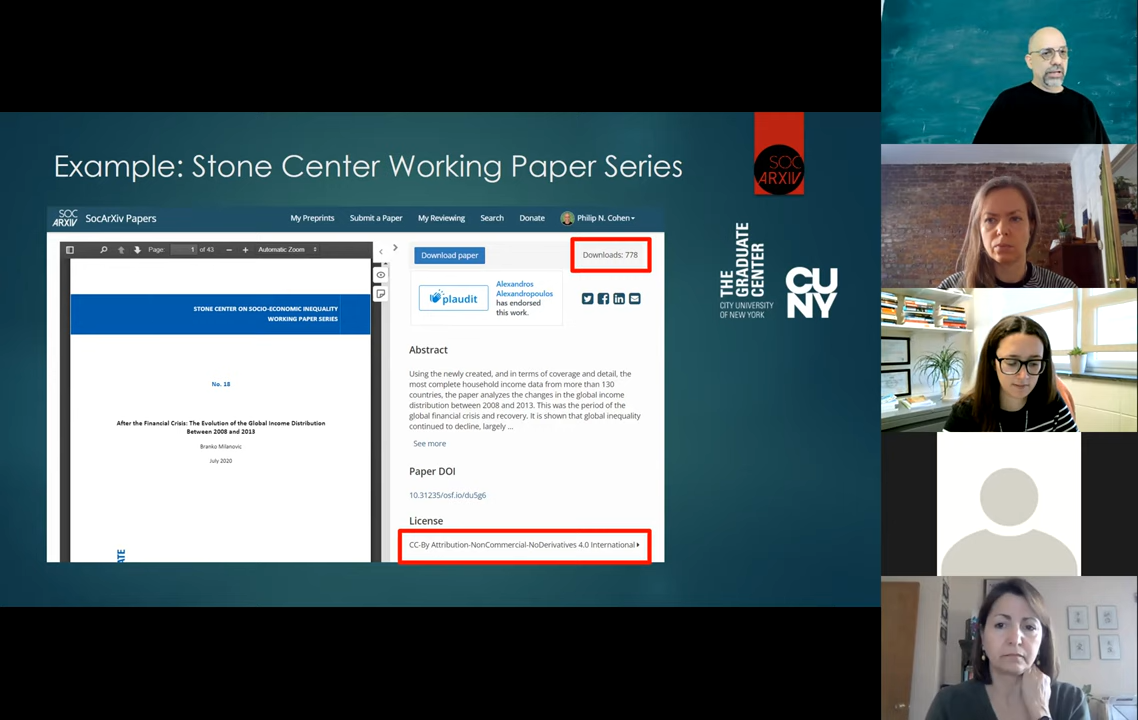 Example: Stone Center Working Paper Series
SOC
ARXIV
SOC
ARXIV
SocArXiv Papers
My Preprints
Submit a Paper
My Reviewing
Search
Donate
Philip N. Cohen
Page: 1 of 43
Automatic Zoom
STONE CENTER ON SOCIO-ECONOMIC INEQUALITY
WORKING PAPER SERIES
No. 18
After the Financial Crisis: The Evolution of the Global Income Distribution
Between 2008 and 2013
Branko Milanovic
July 2020
ATE
Download paper
Downloads: 778
plaudit
Alexandros
Alexandropoulos
has endorsed
this work.
Abstract
Using the newly created, and in terms of coverage and detail, the
most complete household income data from more than 130
countries, the paper analyzes the changes in the global income
distribution between 2008 and 2013. This was the period of the
global financial crisis and recovery. It is shown that global inequality
continued to decline, largely ...
See more
Paper DOI
10.31235/osf.io/du5g6
License
CC-By Attribution-NonCommercial-NoDerivatives 4.0 International
THE
GRADUATE
CENTER
CITY UNIVERSITY
OF NEW YORK
CU
NY